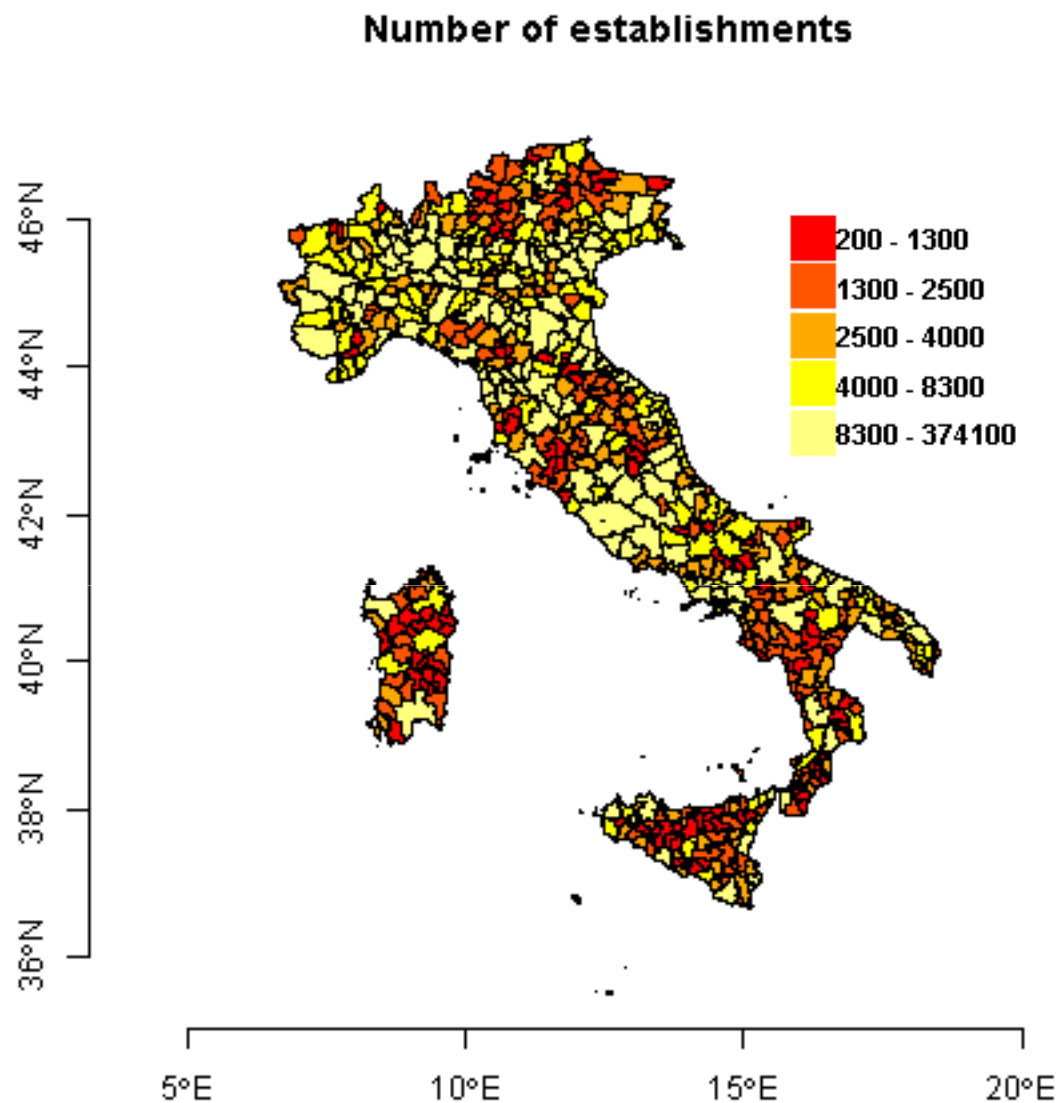 Number of establishments
46°N
44°N
42°N
40°N
38°N
36°N
200 - 1300
1300 - 2500
2500 - 4000
4000 - 8300
8300 - 374100
5°E
10°E
15°E
20°E